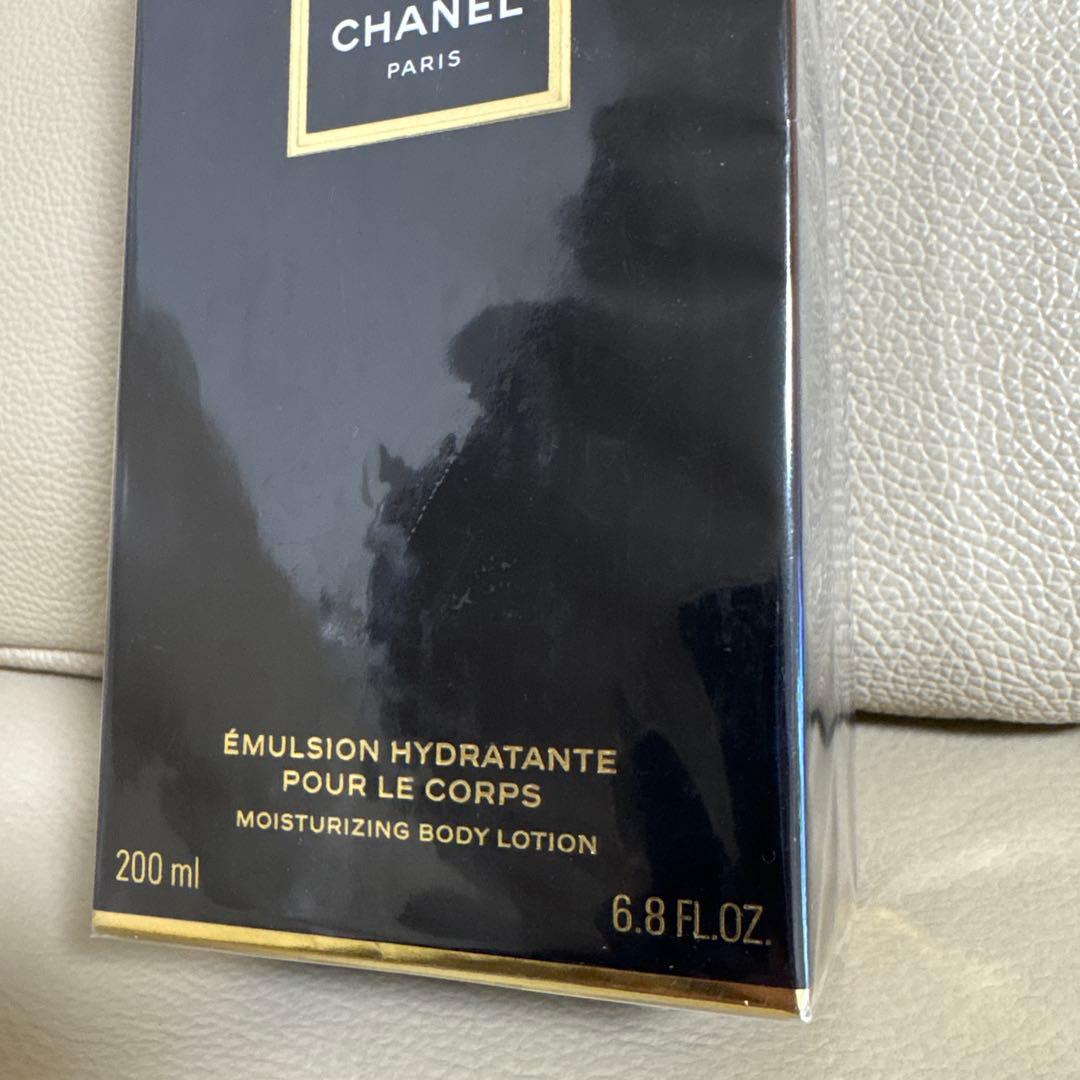 CHANEL
PARIS
ÉMULSION HYDRATANTE
POUR LE CORPS
MOISTURIZING BODY LOTION
200 ml
6.8 FL.OZ.